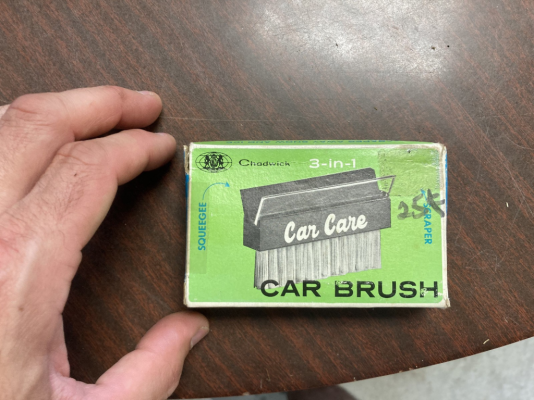 Chadwick 3-in-1
SQUEEGEE
Car Care
25¢
SCRAPER
CAR BRUSH